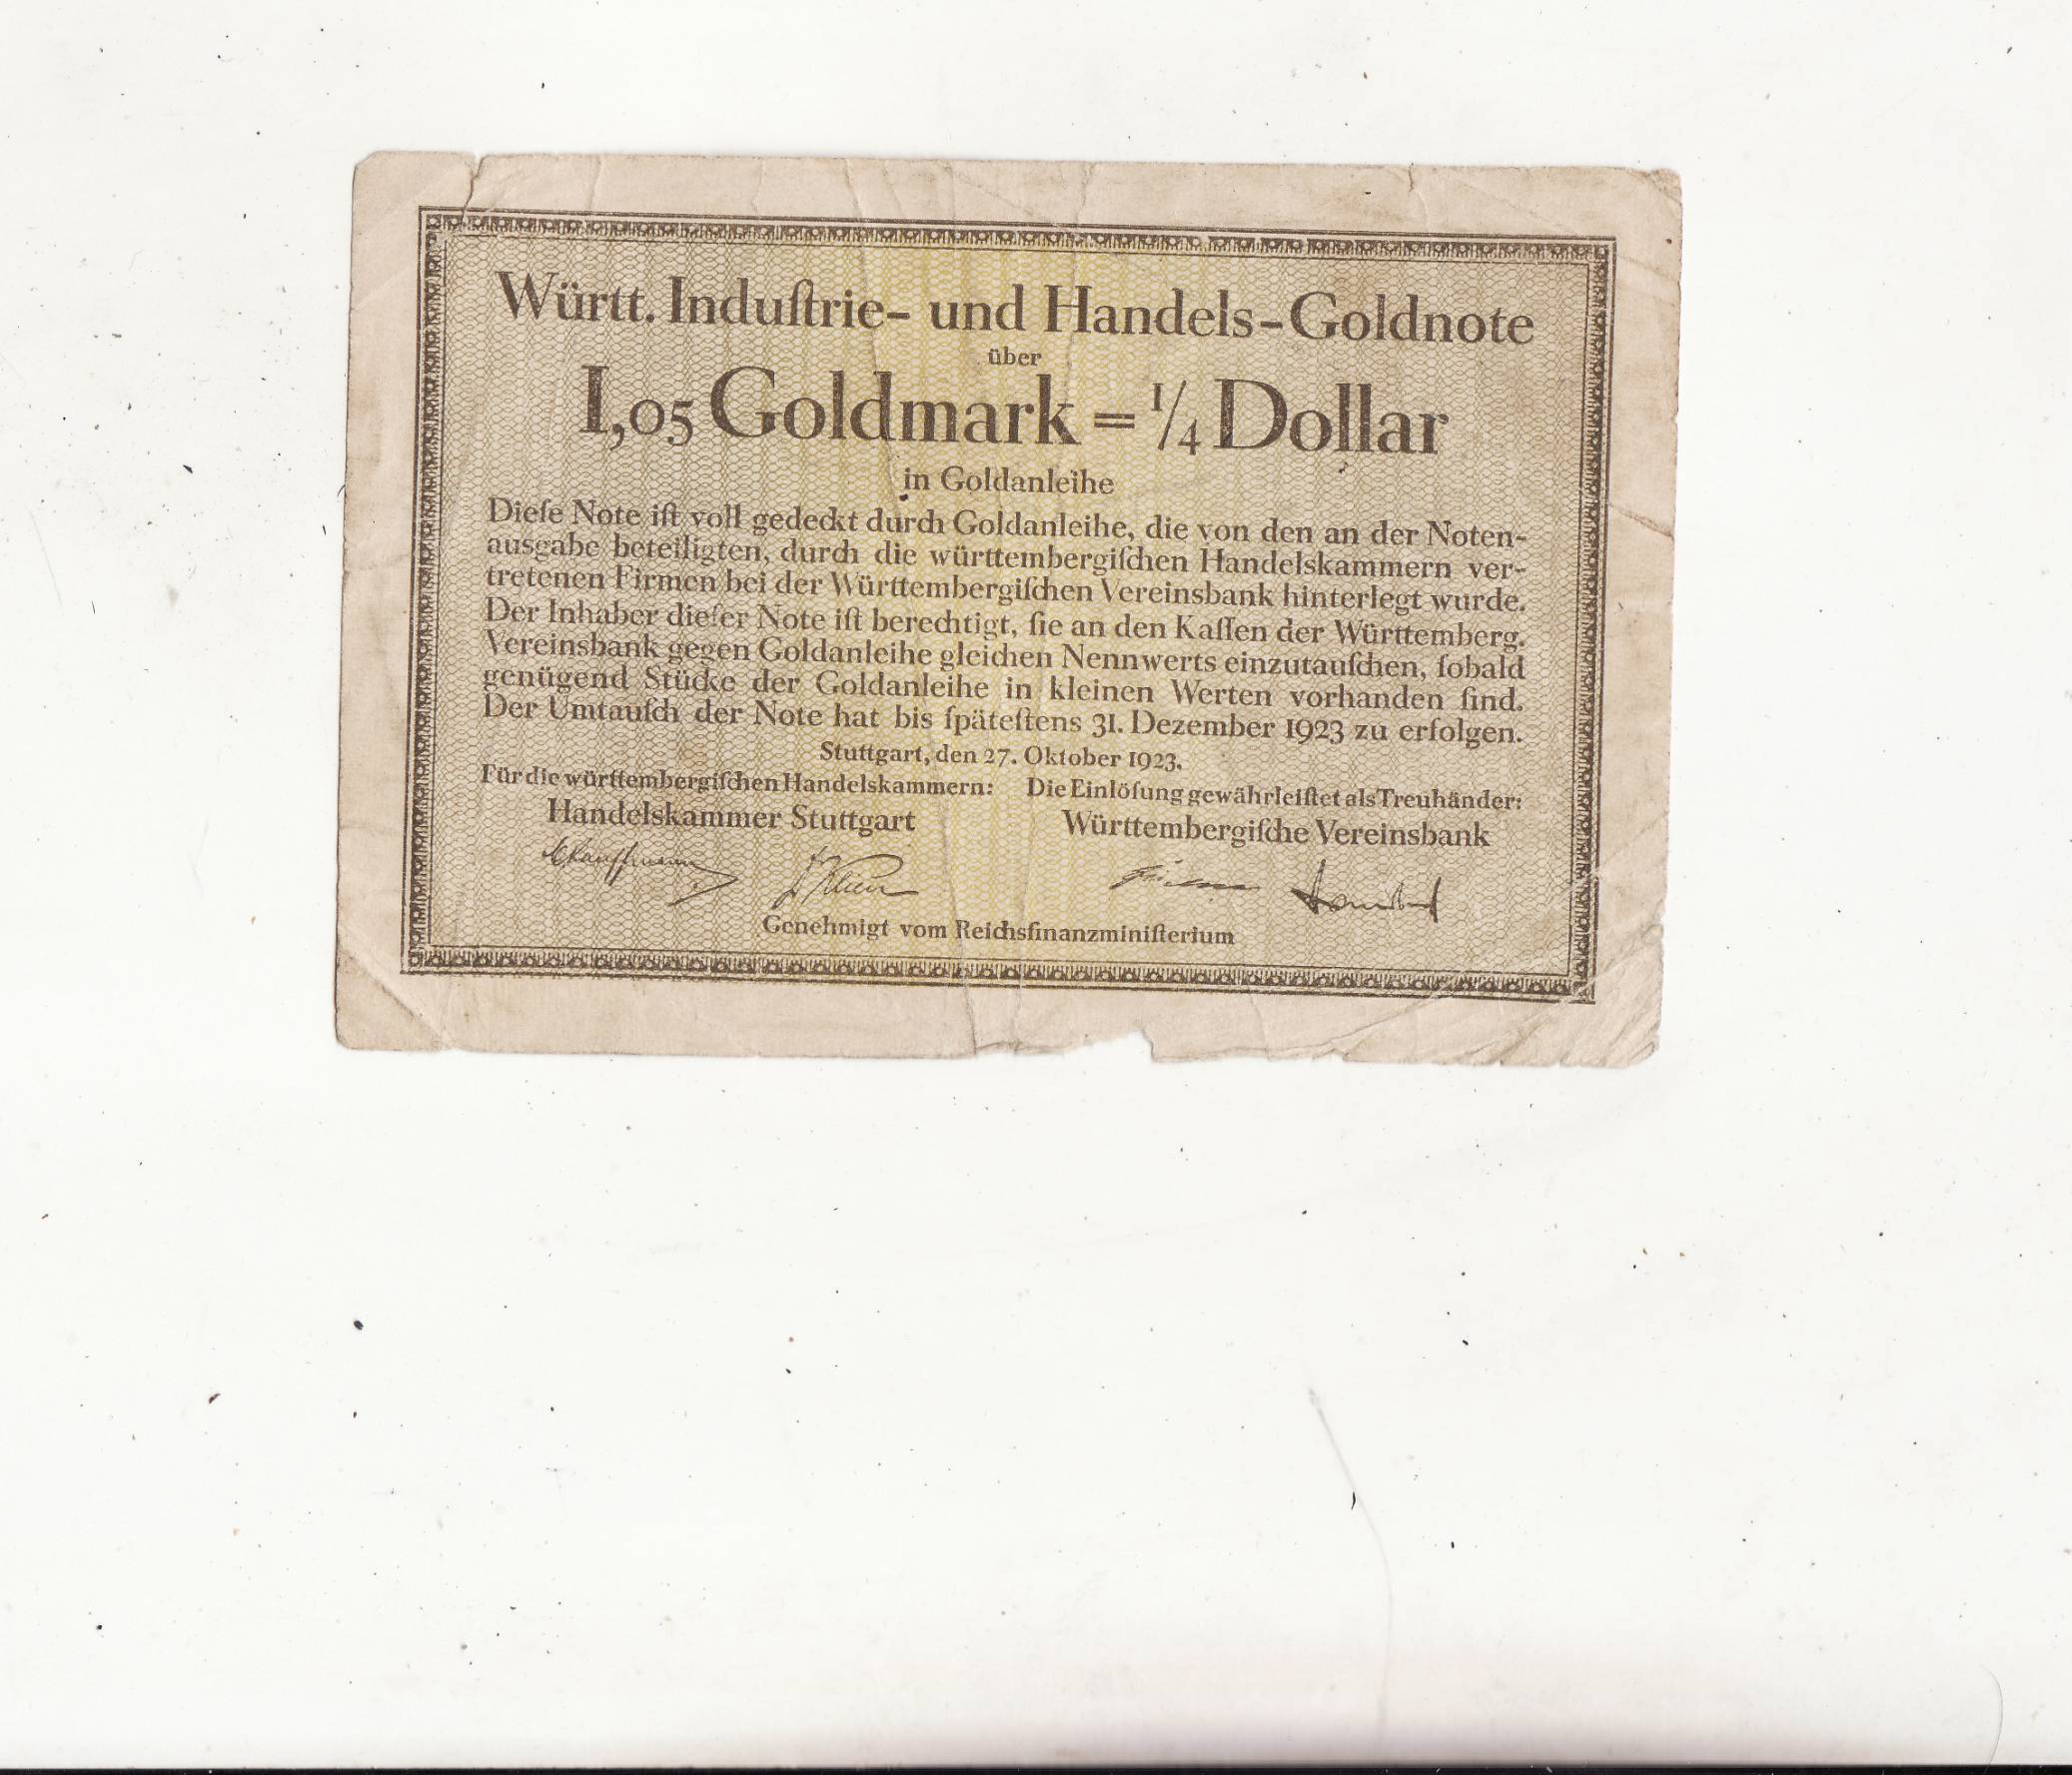 Württ. Induſtrie- und Handels-Goldnote
über
1,05 Goldmark = 1/4 Dollar
in Goldanleihe
Dieſe Note iſt voll gedeckt durch Goldanleihe, die von den an der Noten-
ausgabe beteiligten, durch die württembergiſchen Handelskammern ver-
tretenen Firmen bei der Württembergiſchen Vereinsbank hinterlegt wurde.
Der Inhaber dieſer Note iſt berechtigt, ſie an den Kaſſen der Württemberg.
Vereinsbank gegen Goldanleihe gleichen Nennwerts einzutauſchen, ſobald
genügend Stücke der Goldanleihe in kleinen Werten vorhanden ſind.
Der Umtauſch der Note hat bis ſpäteſtens 31. Dezember 1923 zu erfolgen.
Stuttgart, den 27. Oktober 1923.
Für die württembergiſchen Handelskammern: Die Einlöſung gewährleiſtet als Treuhänder:
Handelskammer Stuttgart Württembergiſche Vereinsbank
Genehmigt vom Reichsfinanzminiſterium